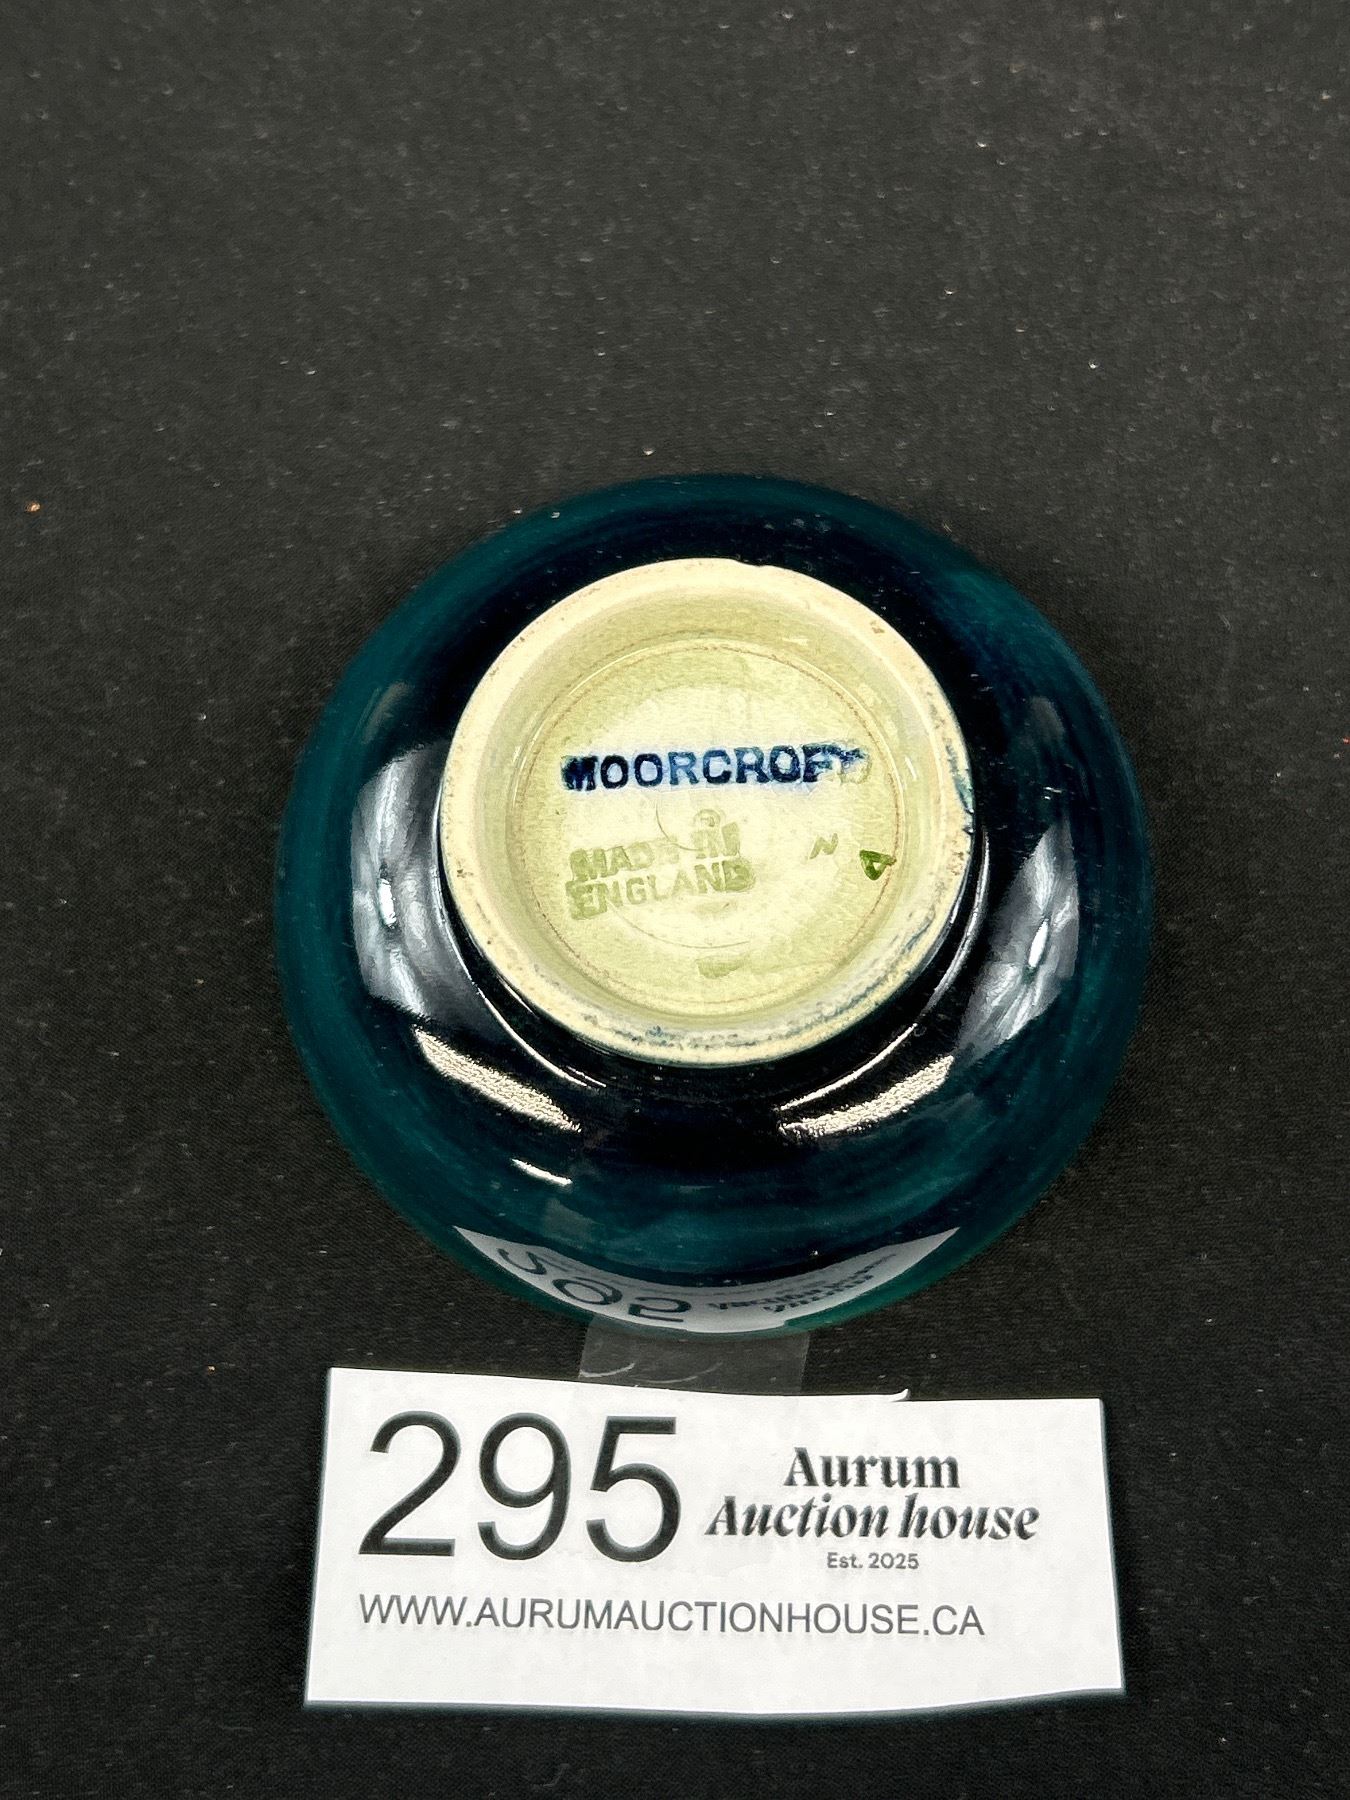 MOORCROFT
MADE IN
ENGLAND
295
Aurum
Auction house
Est. 2025
WWW.AURUMAUCTIONHOUSE.CA